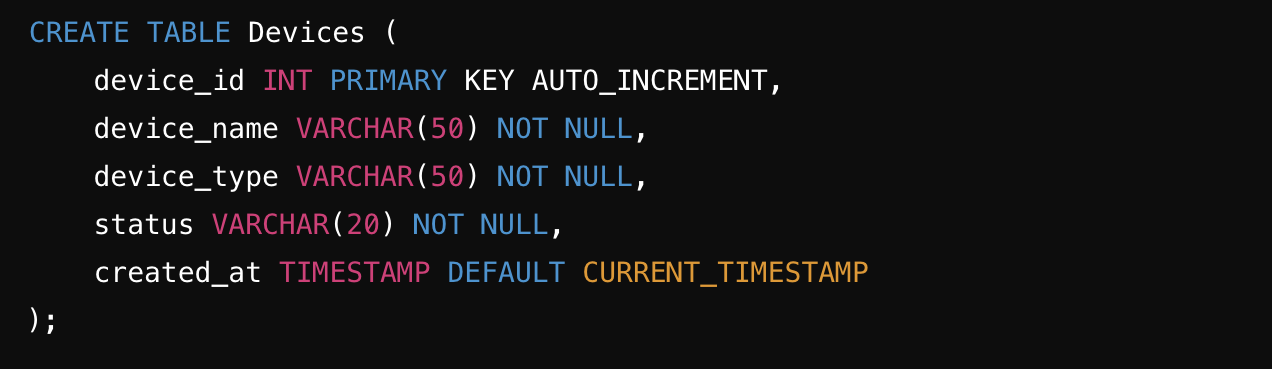 CREATE TABLE Devices (
    device_id INT PRIMARY KEY AUTO_INCREMENT,
    device_name VARCHAR(50) NOT NULL,
    device_type VARCHAR(50) NOT NULL,
    status VARCHAR(20) NOT NULL,
    created_at TIMESTAMP DEFAULT CURRENT_TIMESTAMP
);